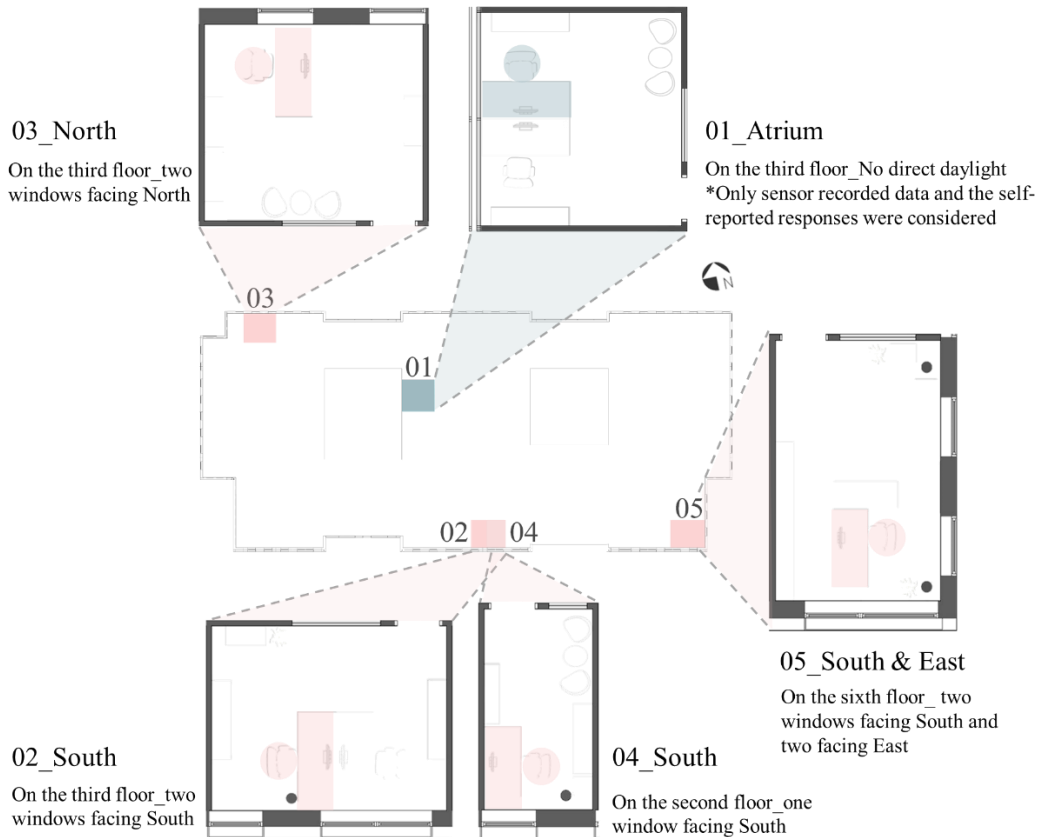 03_North
On the third floor_two
windows facing North
01_Atrium
On the third floor_No direct daylight
*Only sensor recorded data and the self-
reported responses were considered
N
03
01
02
04
05
05_South & East
On the sixth floor_ two
windows facing South and
two facing East
02_South
On the third floor_two
windows facing South
04_South
On the second floor_one
window facing South